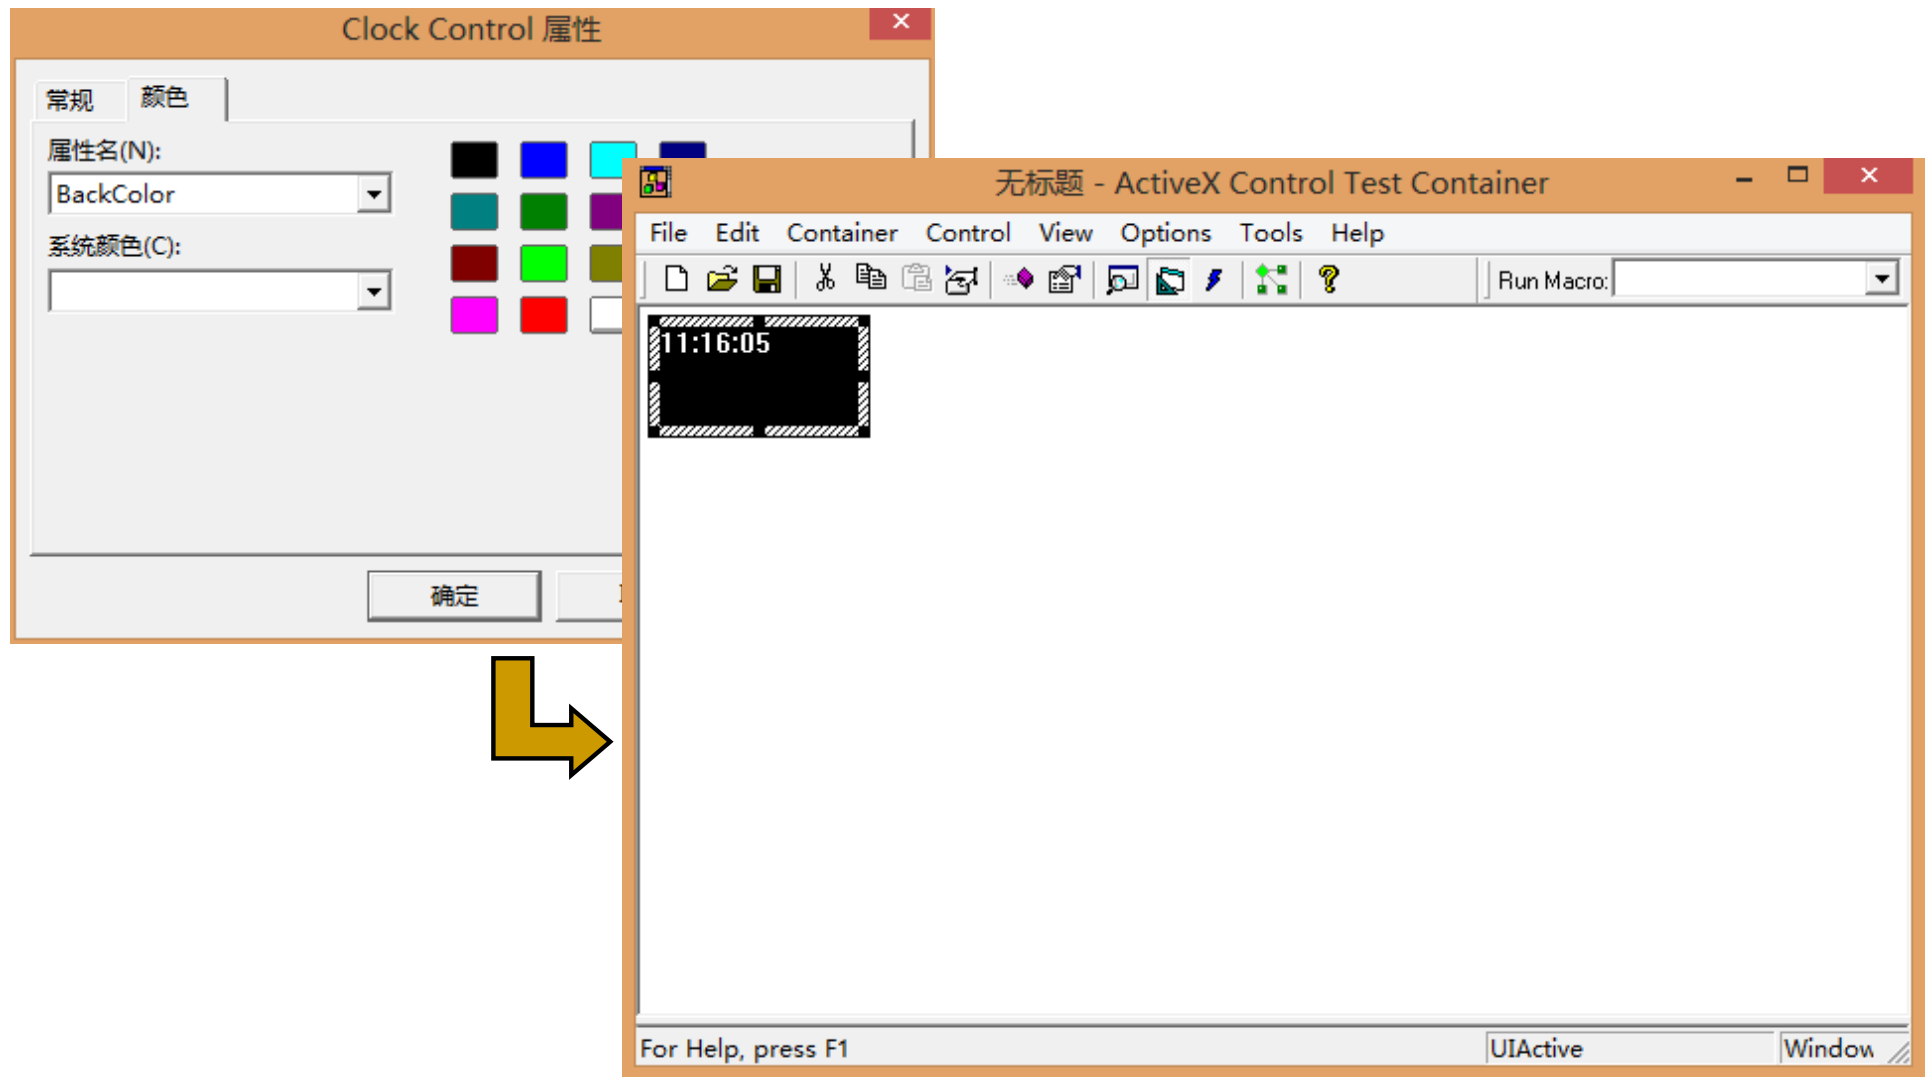 Clock Control 属性
常规 颜色
属性名(N):
BackColor
系统颜色(C):
确定
无标题 - ActiveX Control Test Container
File Edit Container Control View Options Tools Help
Run Macro:
11:16:05
For Help, press F1
UIActive
Window